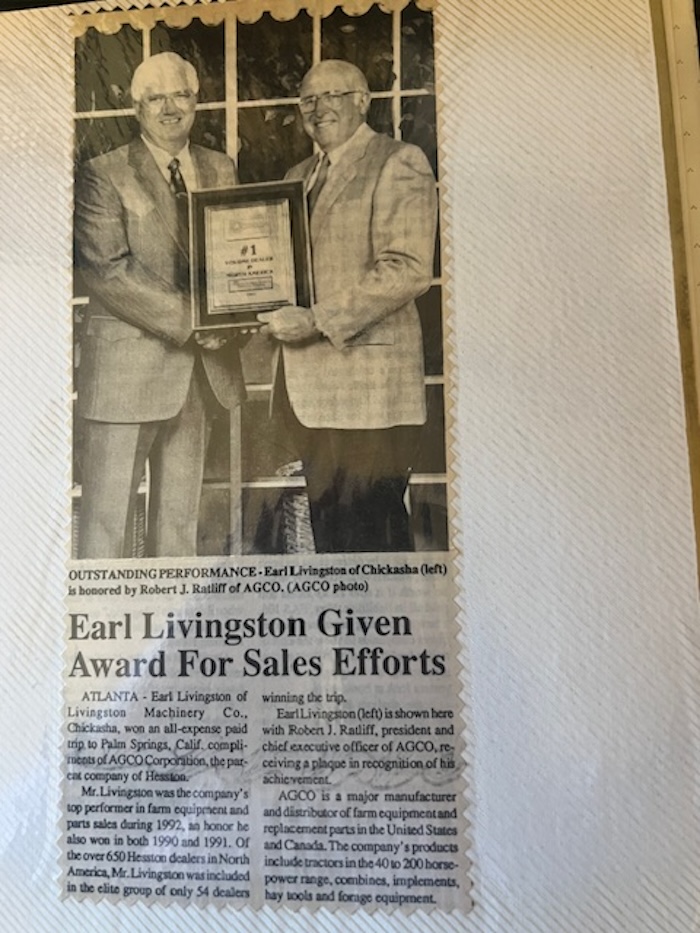 #1
HESSTON DEALER
IN
NORTH AMERICA
OUTSTANDING PERFORMANCE - Earl Livingston of Chickasha (left)
is honored by Robert J. Ratliff of AGCO. (AGCO photo)
Earl Livingston Given
Award For Sales Efforts
ATLANTA - Earl Livingston of
Livingston Machinery Co.,
Chickasha, won an all-expense paid
trip to Palm Springs, Calif. compli-
ments of AGCO Corporation, the par-
ent company of Hesston.
Mr. Livingston was the company's
top performer in farm equipment and
parts sales during 1992, an honor he
also won in both 1990 and 1991. Of
the over 650 Hesston dealers in North
America, Mr. Livingston was included
in the elite group of only 54 dealers
winning the trip.
Earl Livingston (left) is shown here
with Robert J. Ratliff, president and
chief executive officer of AGCO, re-
ceiving a plaque in recognition of his
achievement.
AGCO is a major manufacturer
and distributor of farm equipment and
replacement parts in the United States
and Canada. The company's products
include tractors in the 40 to 200 horse-
power range, combines, implements,
hay tools and forage equipment.